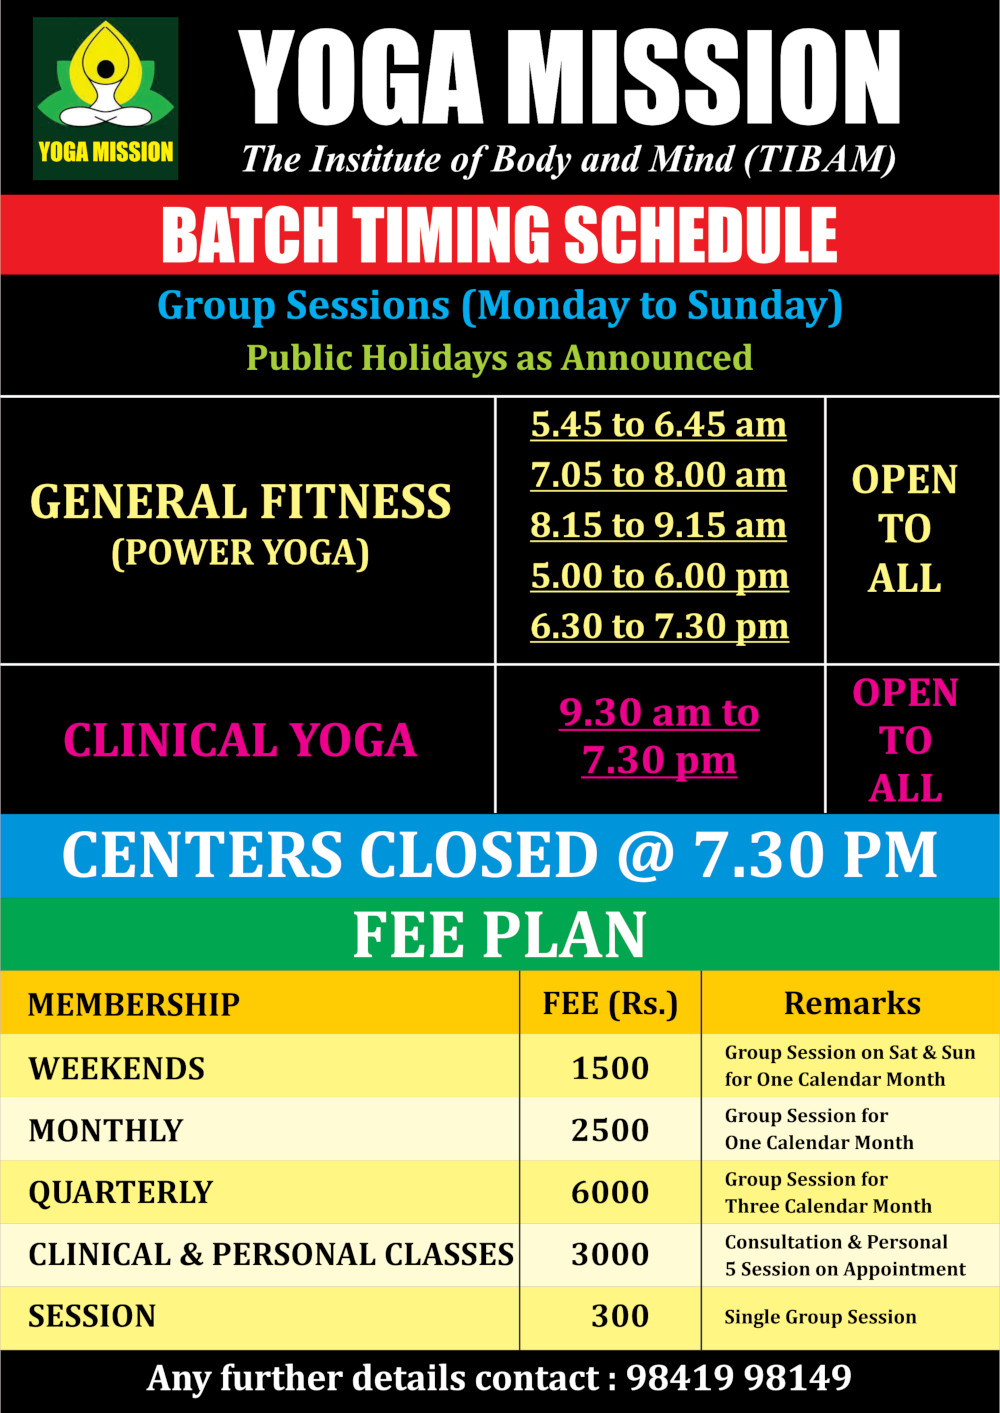 YOGA MISSION
YOGA MISSION
The Institute of Body and Mind (TIBAM)
BATCH TIMING SCHEDULE
Group Sessions (Monday to Sunday)
Public Holidays as Announced
GENERAL FITNESS
(POWER YOGA)
5.45 to 6.45 am
7.05 to 8.00 am
8.15 to 9.15 am
5.00 to 6.00 pm
6.30 to 7.30 pm
OPEN
TO
ALL
CLINICAL YOGA
9.30 am to
7.30 pm
OPEN
TO
ALL
CENTERS CLOSED @ 7.30 PM
FEE PLAN
MEMBERSHIP FEE (Rs.) Remarks
WEEKENDS 1500 Group Session on Sat & Sun
for One Calendar Month
MONTHLY 2500 Group Session for
One Calendar Month
QUARTERLY 6000 Group Session for
Three Calendar Month
CLINICAL & PERSONAL CLASSES 3000 Consultation & Personal
5 Session on Appointment
SESSION 300 Single Group Session
Any further details contact : 98419 98149